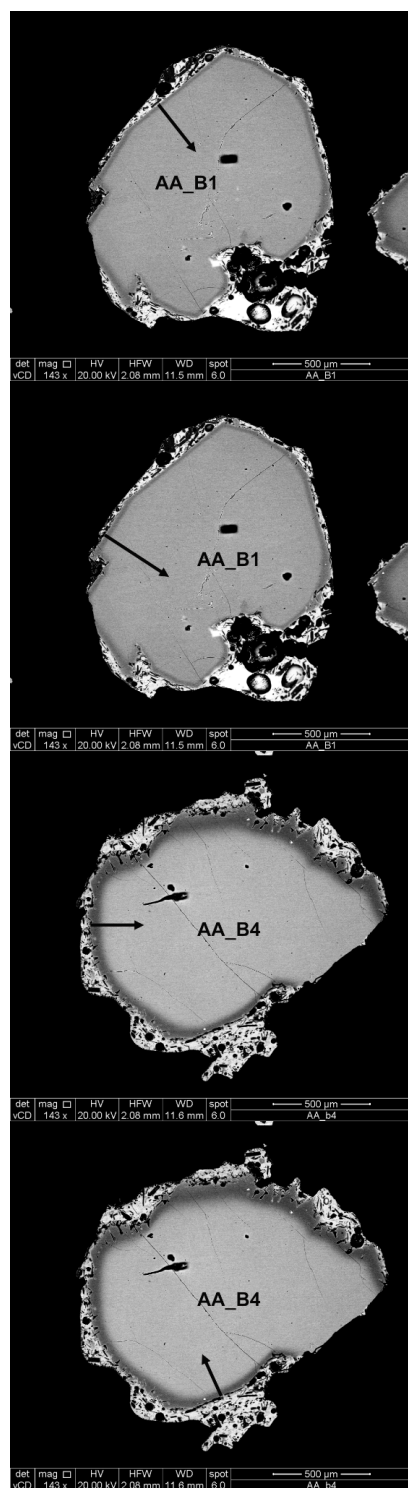 AA_B1
det mag □ HV HFW WD spot 500 µm
vCD 143 x 20.00 kV 2.08 mm 11.5 mm 6.0 AA_B1
AA_B1
det mag □ HV HFW WD spot 500 µm
vCD 143 x 20.00 kV 2.08 mm 11.5 mm 6.0 AA_B1
AA_B4
det mag □ HV HFW WD spot 500 µm
vCD 143 x 20.00 kV 2.08 mm 11.6 mm 6.0 AA_b4
AA_B4
det mag □ HV HFW WD spot 500 µm
vCD 143 x 20.00 kV 2.08 mm 11.6 mm 6.0 AA_b4